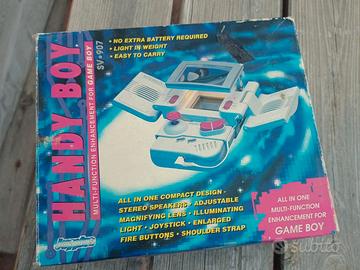 HANDY BOY
SV-907
MULTI-FUNCTION ENHANCEMENT FOR GAME BOY
• NO EXTRA BATTERY REQUIRED
• LIGHT IN WEIGHT
• EASY TO CARRY
ALL IN ONE COMPACT DESIGN •
STEREO SPEAKERS • ADJUSTABLE
MAGNIFYING LENS • ILLUMINATING
LIGHT • JOYSTICK • ENLARGED
FIRE BUTTONS • SHOULDER STRAP
ALL IN ONE
MULTI-FUNCTION
ENHANCEMENT FOR
GAME BOY
subito